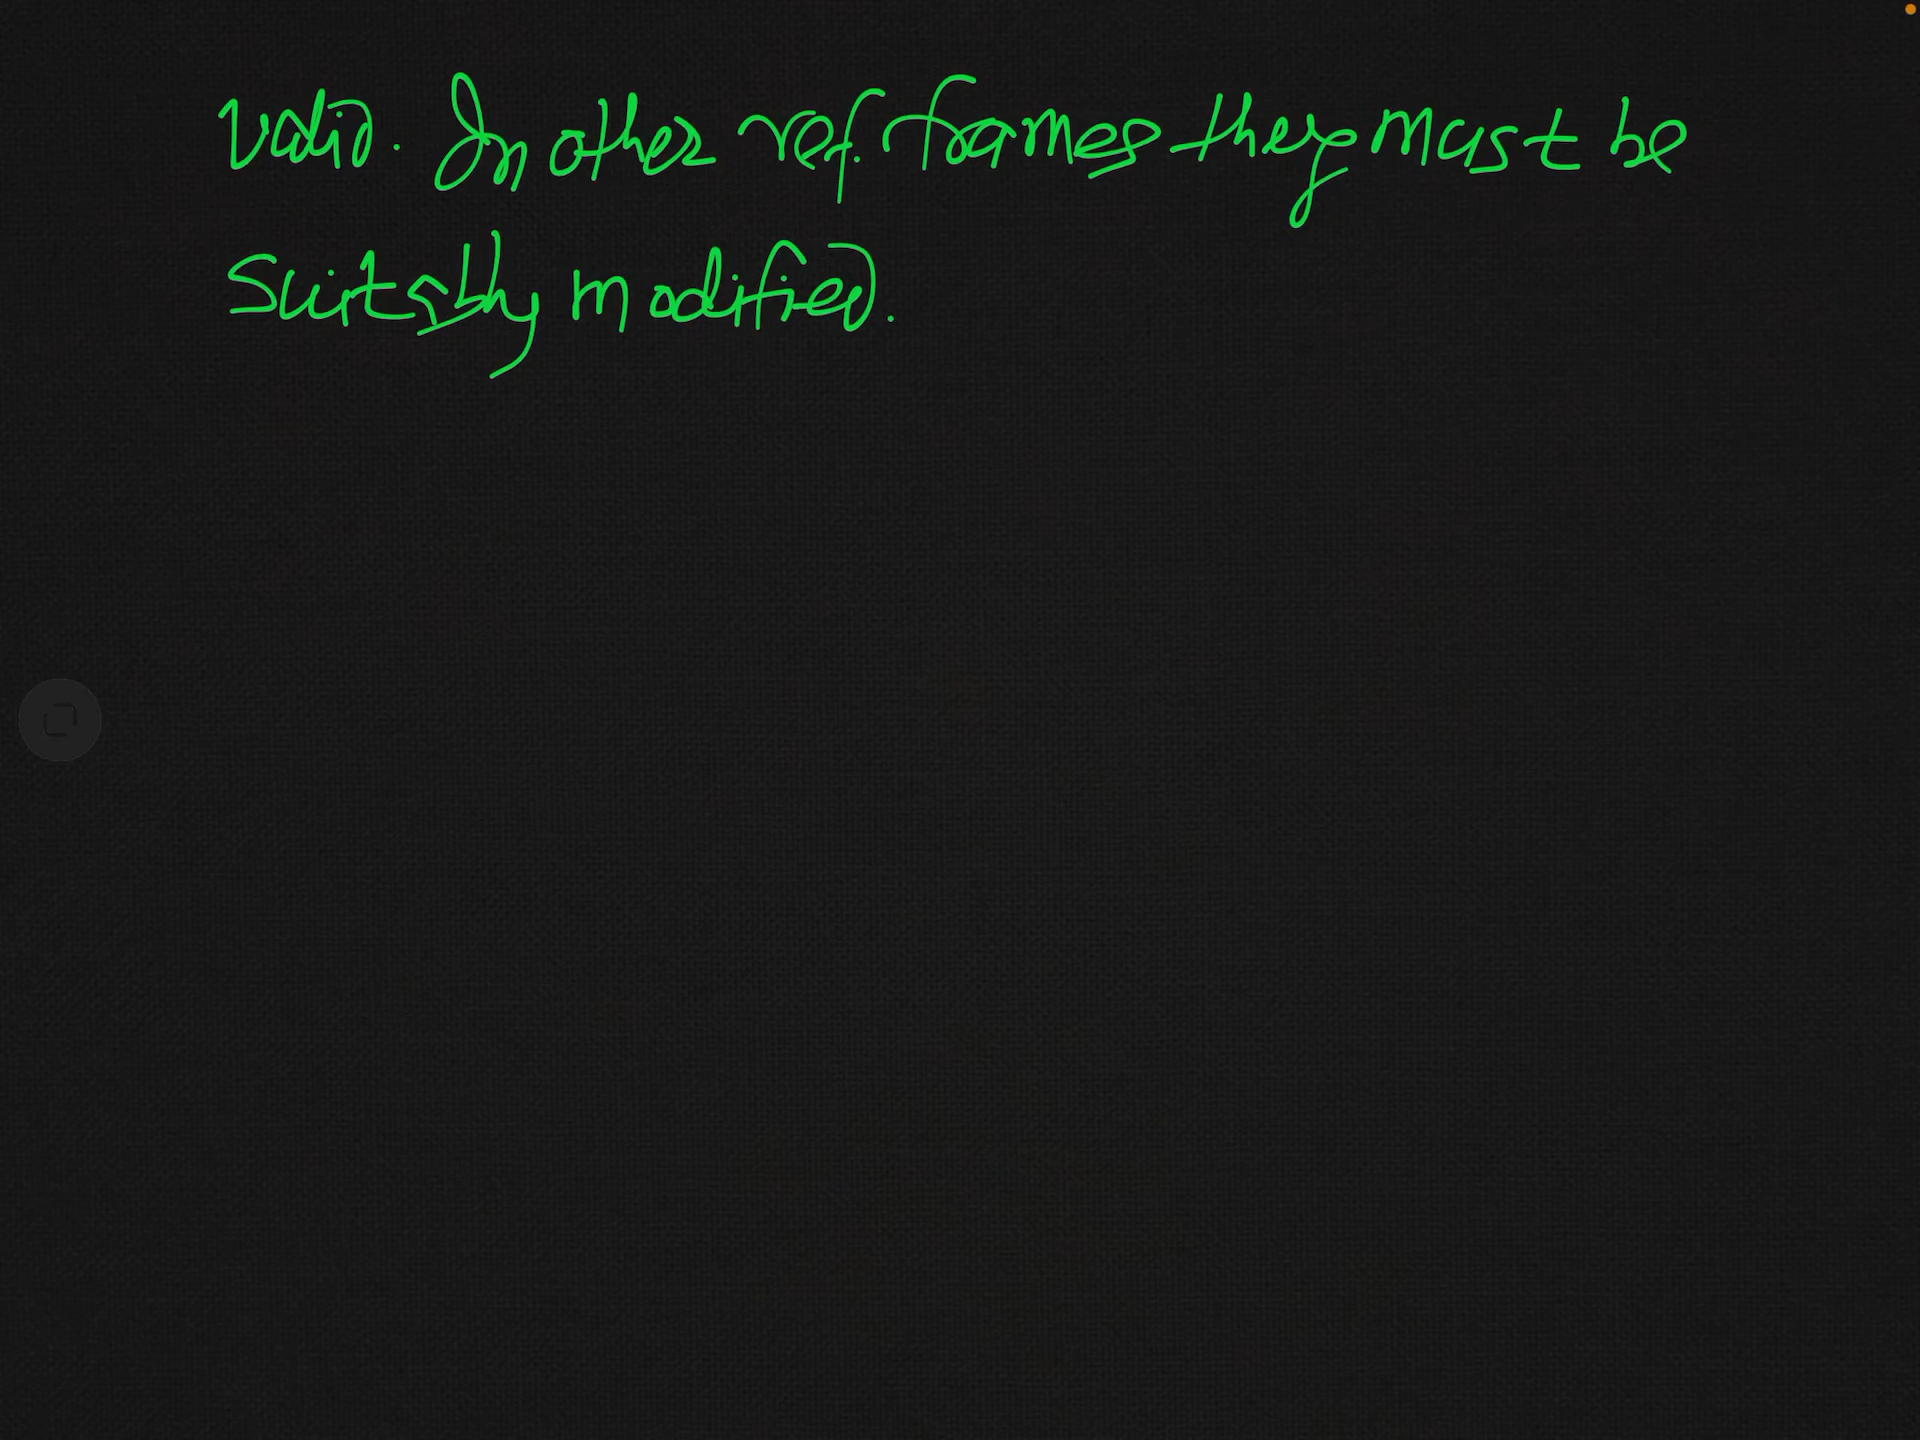 valid. In other ref. frames they must be
suitably modified.